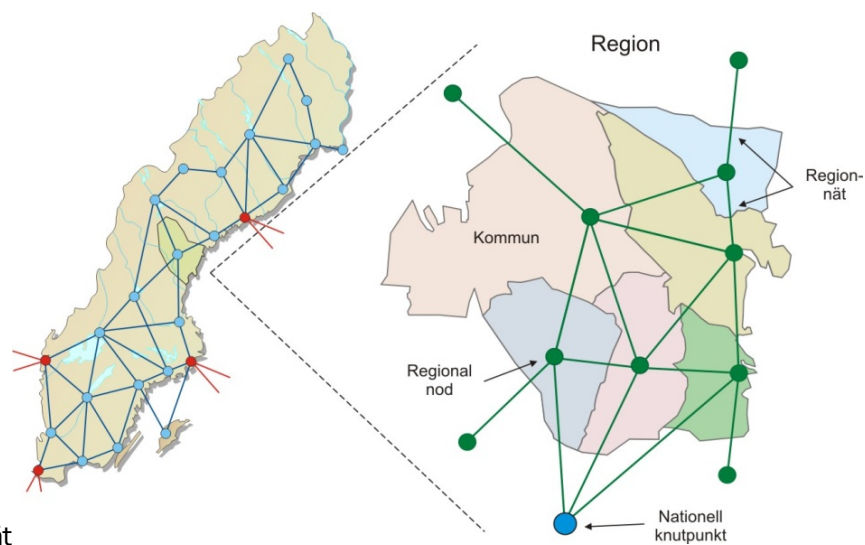 Region
Region-
nät
Kommun
Regional
nod
Nationell
knutpunkt